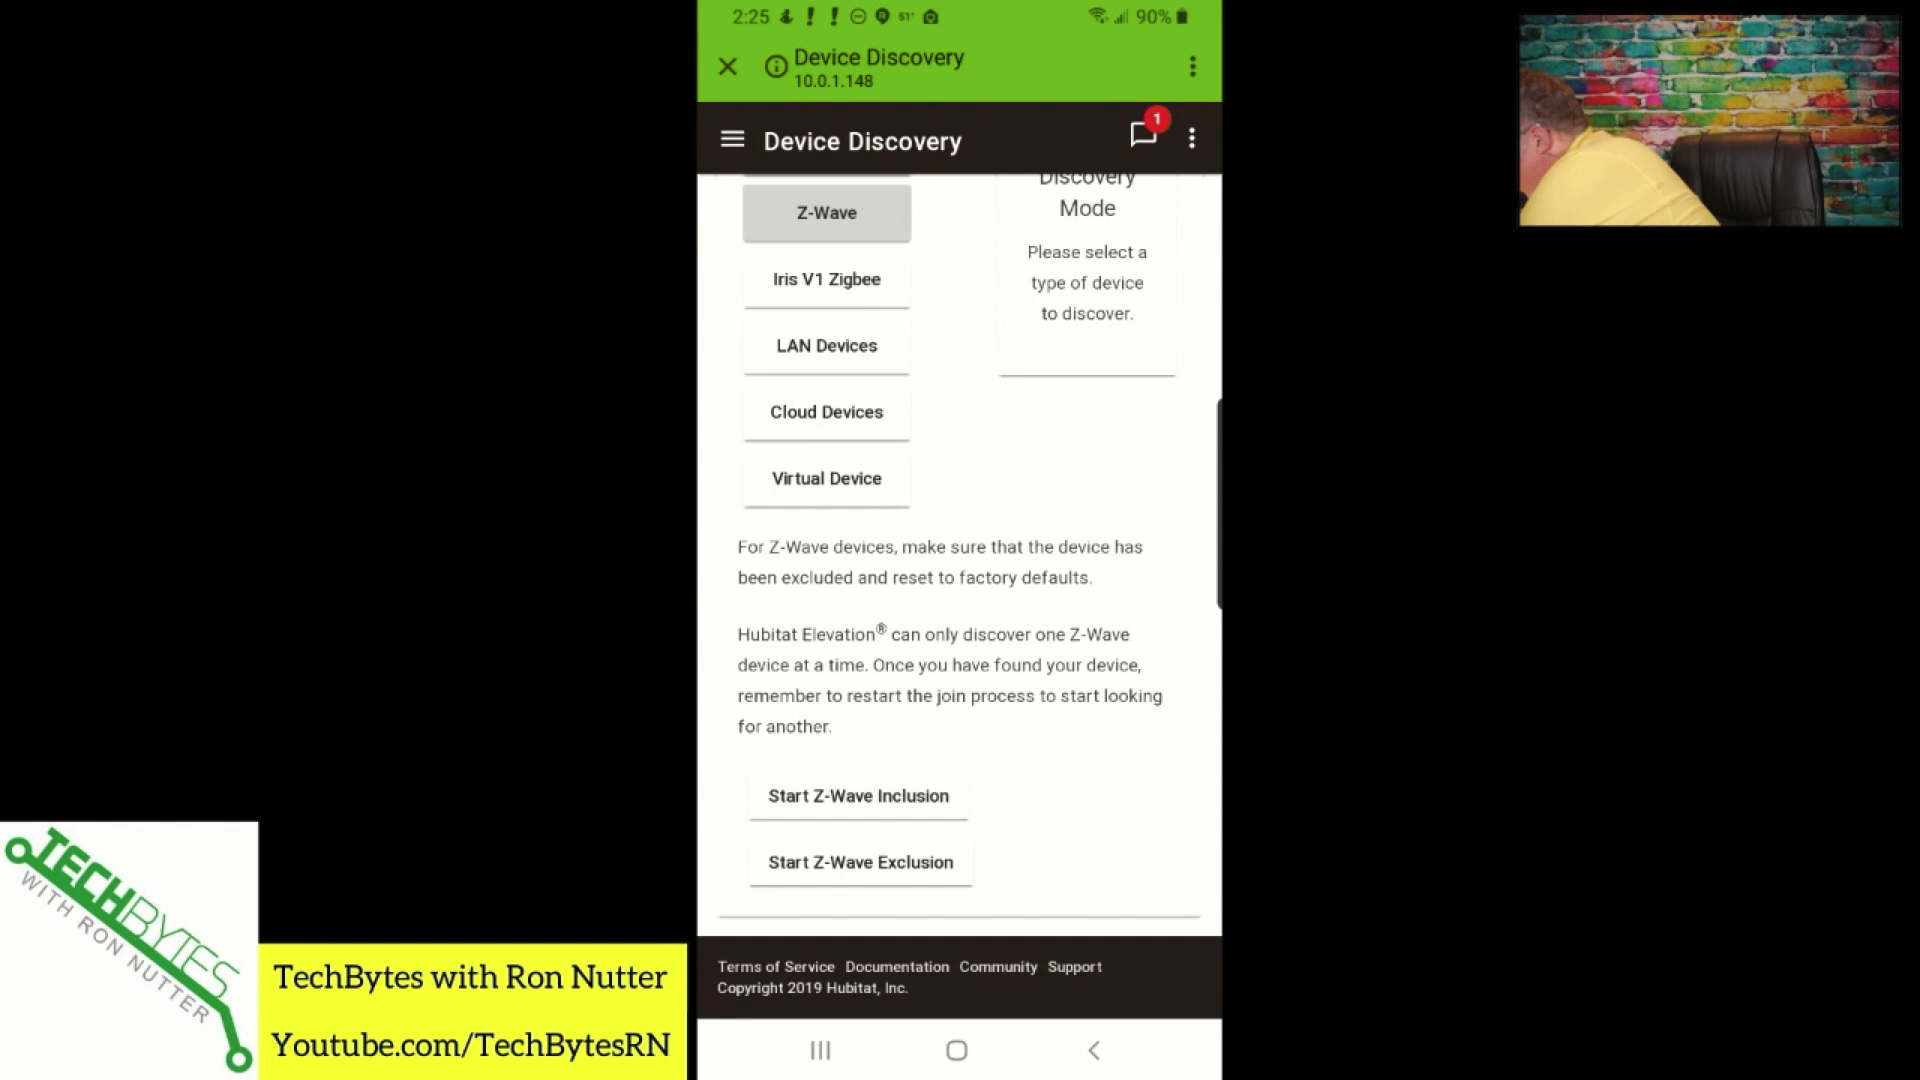 2:25
51°
90%
Device Discovery
10.0.1.148
Device Discovery
1
Z-Wave
Iris V1 Zigbee
LAN Devices
Cloud Devices
Virtual Device
Discovery
Mode
Please select a
type of device
to discover.
For Z-Wave devices, make sure that the device has
been excluded and reset to factory defaults.
Hubitat Elevation® can only discover one Z-Wave
device at a time. Once you have found your device,
remember to restart the join process to start looking
for another.
Start Z-Wave Inclusion
Start Z-Wave Exclusion
Terms of Service Documentation Community Support
Copyright 2019 Hubitat, Inc.
TECHBYTES
WITH RON NUTTER
TechBytes with Ron Nutter
Youtube.com/TechBytesRN